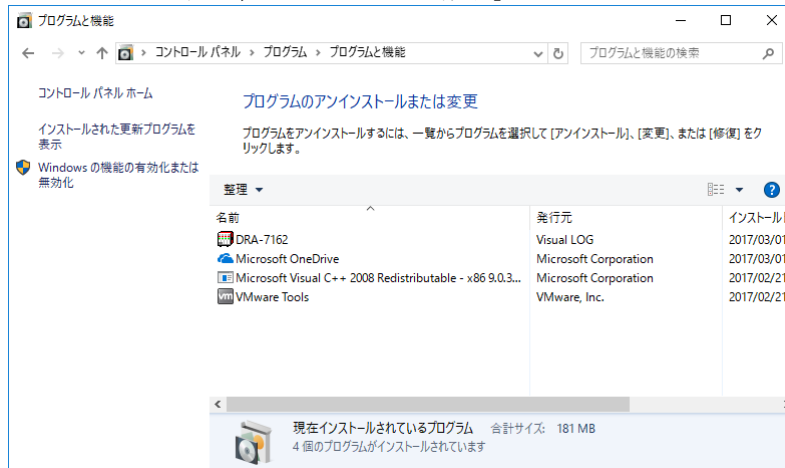 プログラムと機能
コントロール パネル › プログラム › プログラムと機能
プログラムと機能の検索
コントロール パネル ホーム
インストールされた更新プログラムを
表示
Windows の機能の有効化または
無効化
プログラムのアンインストールまたは変更
プログラムをアンインストールするには、一覧からプログラムを選択して [アンインストール]、[変更]、または [修復] をク
リックします。
整理
名前 発行元 インストール
DRA-7162 Visual LOG 2017/03/01
Microsoft OneDrive Microsoft Corporation 2017/03/01
Microsoft Visual C++ 2008 Redistributable - x86 9.0.3... Microsoft Corporation 2017/02/21
VMware Tools VMware, Inc. 2017/02/21
現在インストールされているプログラム 合計サイズ: 181 MB
4 個のプログラムがインストールされています